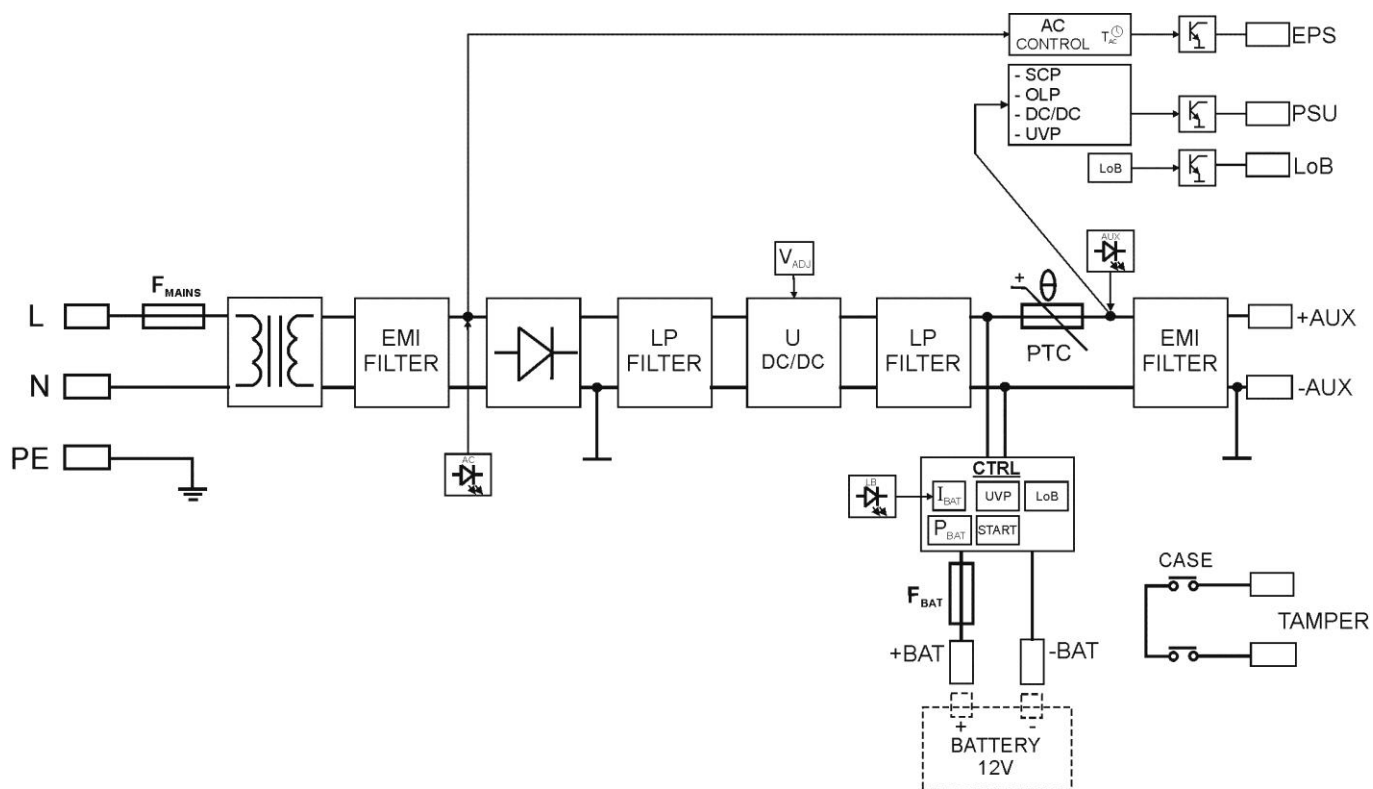 AC
CONTROL
T AC
EPS
- SCP
- OLP
- DC/DC
- UVP
PSU
LoB
LoB
AUX
V ADJ
F MAINS
L
N
PE
EMI
FILTER
AC
LP
FILTER
U
DC/DC
LP
FILTER
+
θ
PTC
EMI
FILTER
+AUX
-AUX
CTRL
LB
I BAT
UVP
LoB
P BAT
START
F BAT
+BAT
-BAT
+
-
BATTERY
12V
CASE
TAMPER